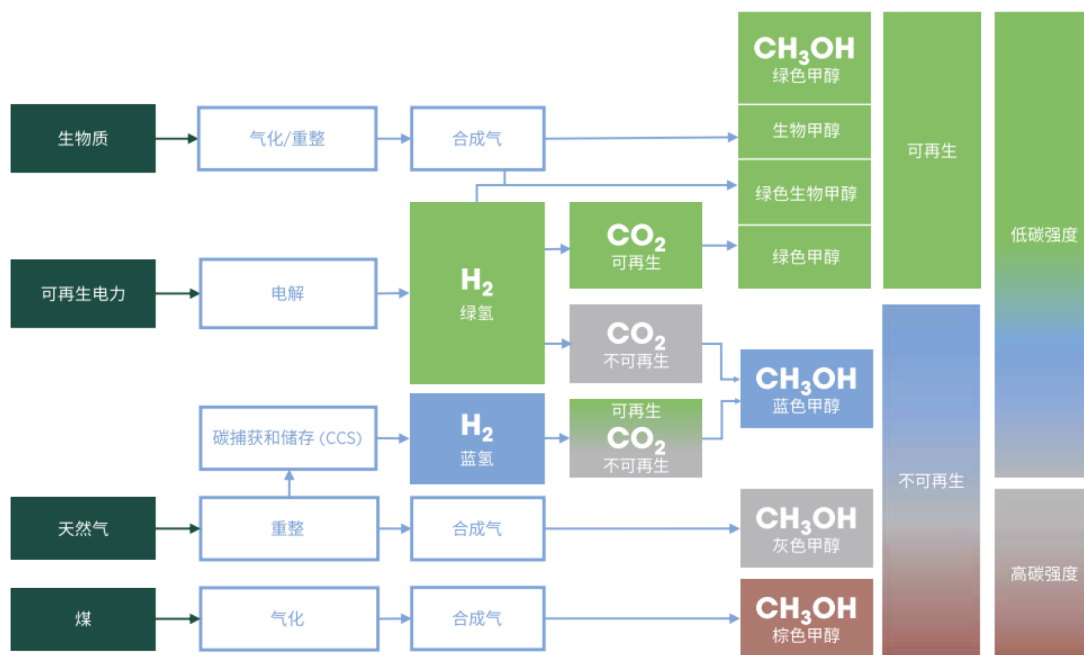 CH₃OH
绿色甲醇
生物质
气化/重整
合成气
生物甲醇
可再生
绿色生物甲醇
低碳强度
CO₂
可再生
绿色甲醇
可再生电力
电解
H₂
绿氢
CO₂
不可再生
CH₃OH
蓝色甲醇
碳捕获和储存 (CCS)
H₂
蓝氢
可再生
CO₂
不可再生
不可再生
天然气
重整
合成气
CH₃OH
灰色甲醇
高碳强度
煤
气化
合成气
CH₃OH
棕色甲醇